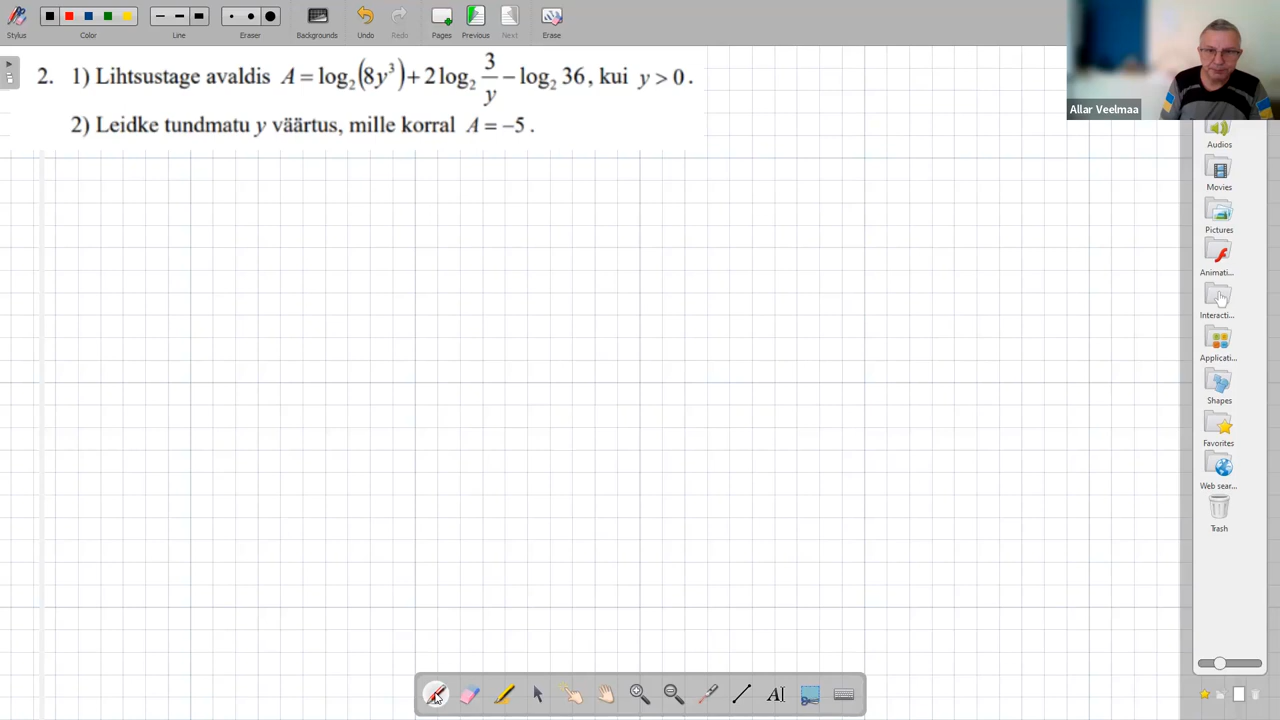 Stylus
Color
Line
Eraser
Backgrounds
Undo
Redo
Pages
Previous
Next
Erase
2. 1) Lihtsustage avaldis A = log₂(8y³) + 2 log₂ 3/y − log₂ 36, kui y > 0.
2) Leidke tundmatu y väärtus, mille korral A = −5.
Allar Veelmaa
Audios
Movies
Pictures
Animati...
Interacti...
Applicati...
Shapes
Favorites
Web sear...
Trash